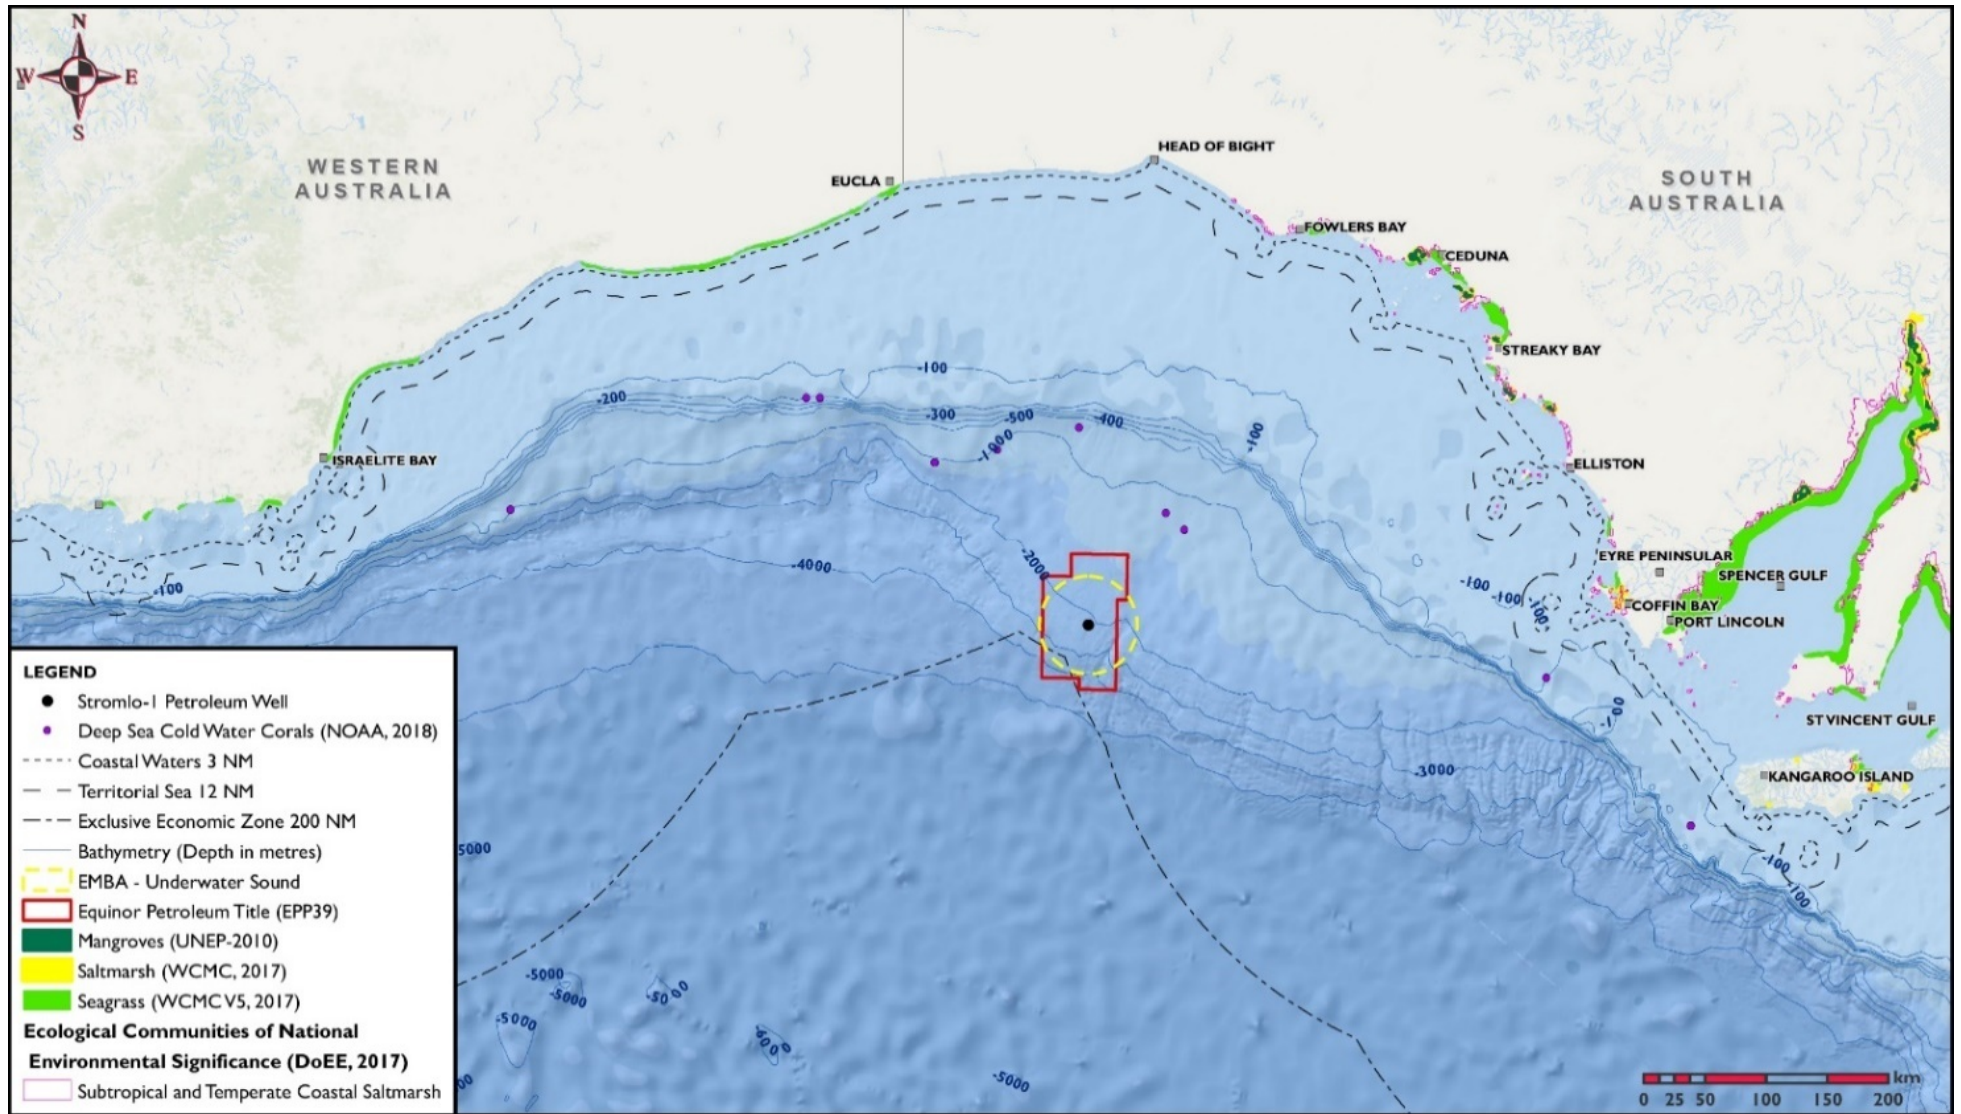 N
W
E
S
WESTERN
AUSTRALIA
EUCLA
HEAD OF BIGHT
SOUTH
AUSTRALIA
FOWLERS BAY
CEDUNA
STREAKY BAY
-100
-200
-300
-500
-400
-1000
-100
ISRAELITE BAY
ELLISTON
-100
-4000
-2000
EYRE PENINSULAR
SPENCER GULF
-100
-100
-100
COFFIN BAY
PORT LINCOLN
-100
ST VINCENT GULF
-3000
KANGAROO ISLAND
-100
-100
5000
-5000
-5000
-5000
-5000
-6000
-5000
00
LEGEND
Stromlo-1 Petroleum Well
Deep Sea Cold Water Corals (NOAA, 2018)
Coastal Waters 3 NM
Territorial Sea 12 NM
Exclusive Economic Zone 200 NM
Bathymetry (Depth in metres)
EMBA - Underwater Sound
Equinor Petroleum Title (EPP39)
Mangroves (UNEP-2010)
Saltmarsh (WCMC, 2017)
Seagrass (WCMC V5, 2017)
Ecological Communities of National
Environmental Significance (DoEE, 2017)
Subtropical and Temperate Coastal Saltmarsh
km
0 25 50 100 150 200